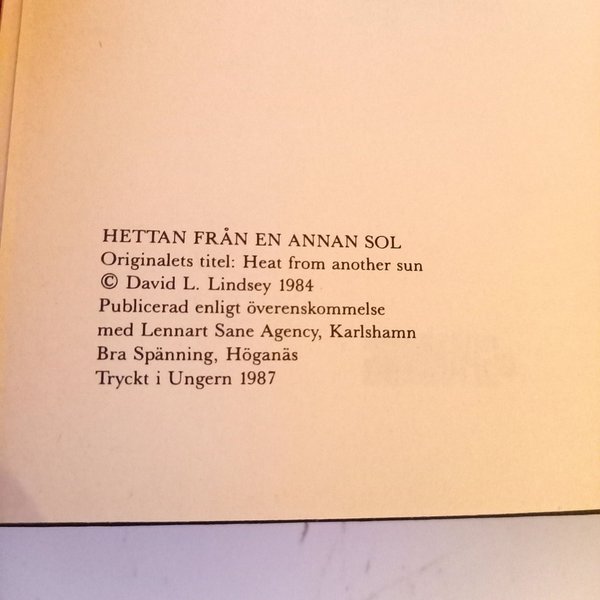 HETTAN FRÅN EN ANNAN SOL
Originalets titel: Heat from another sun
© David L. Lindsey 1984
Publicerad enligt överenskommelse
med Lennart Sane Agency, Karlshamn
Bra Spänning, Höganäs
Tryckt i Ungern 1987